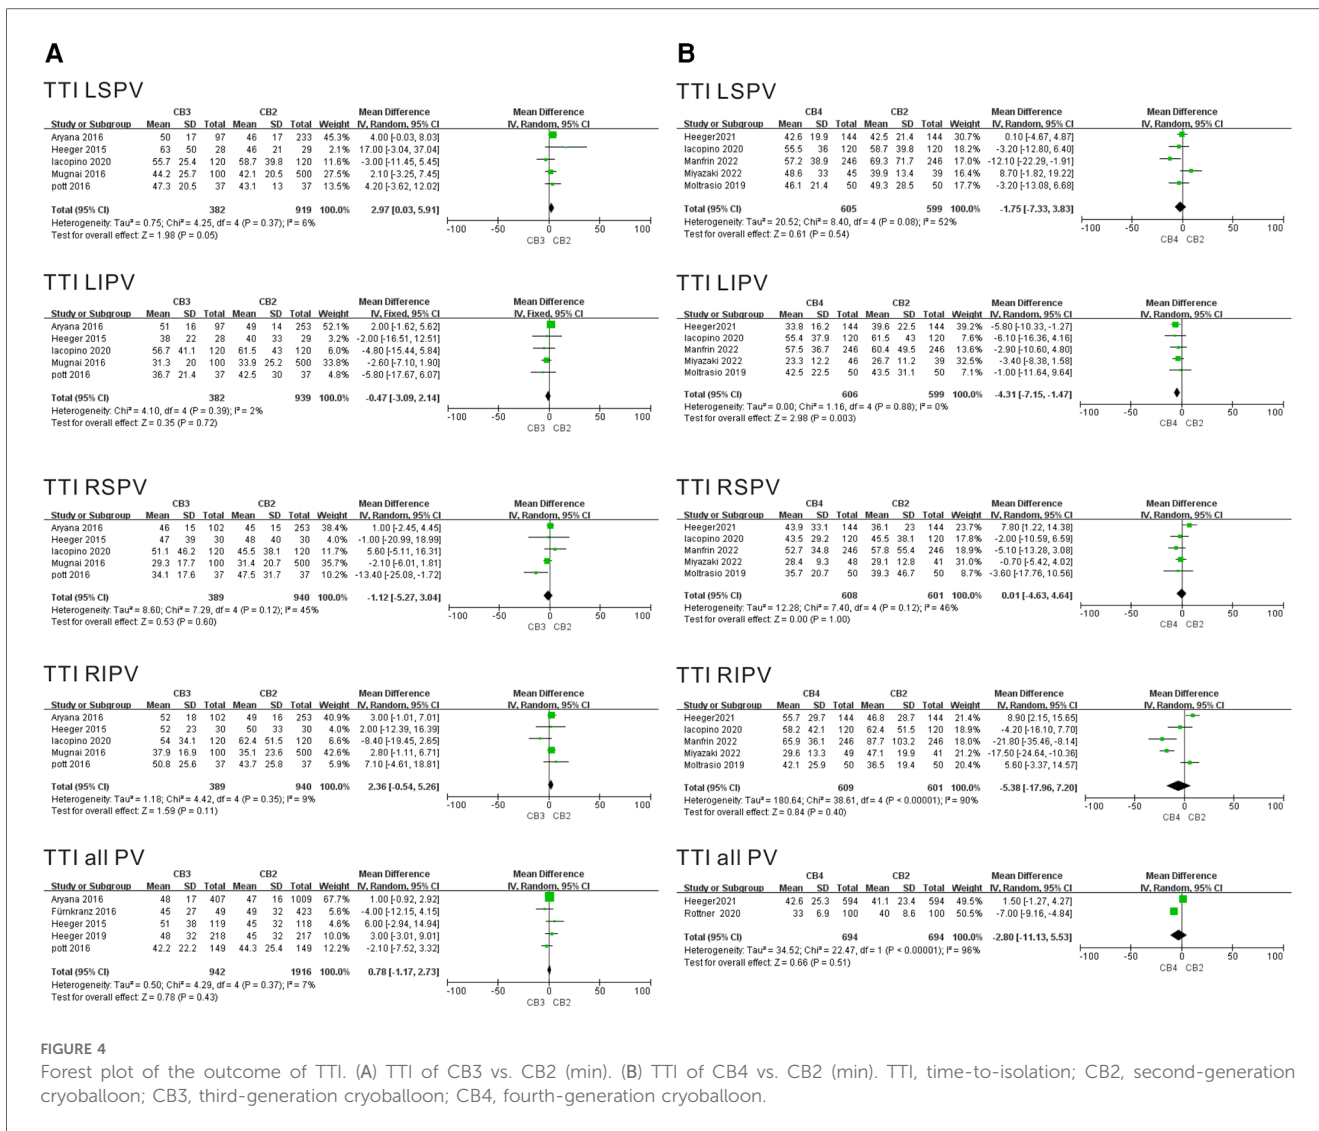 A
TTI LSPV
CB3 CB2 Mean Difference Mean Difference
Study or Subgroup Mean SD Total Mean SD Total Weight IV, Random, 95% CI IV, Random, 95% CI
Aryana 2016 50 17 97 46 17 233 45.3% 4.00 [-0.03, 8.03]
Heeger 2015 63 50 28 46 21 29 2.1% 17.00 [-3.04, 37.04]
Iacopino 2020 55.7 25.4 120 58.7 39.8 120 11.6% -3.00 [-11.45, 5.45]
Mugnai 2016 44.2 25.7 100 42.1 20.5 500 27.5% 2.10 [-3.25, 7.45]
pott 2016 47.3 20.5 37 43.1 13 37 13.5% 4.20 [-3.62, 12.02]
Total (95% CI) 382 919 100.0% 2.97 [0.03, 5.91]
Heterogeneity: Tau² = 0.75; Chi² = 4.25, df = 4 (P = 0.37); I² = 6%
Test for overall effect: Z = 1.98 (P = 0.05)
-100 -50 0 50 100
CB3 CB2
TTI LIPV
CB3 CB2 Mean Difference Mean Difference
Study or Subgroup Mean SD Total Mean SD Total Weight IV, Fixed, 95% CI IV, Fixed, 95% CI
Aryana 2016 51 16 97 49 14 253 52.1% 2.00 [-1.62, 5.62]
Heeger 2015 38 22 28 40 33 29 3.2% -2.00 [-16.51, 12.51]
Iacopino 2020 56.7 41.1 120 61.5 43 120 6.0% -4.80 [-15.44, 5.84]
Mugnai 2016 31.3 20 100 33.9 25.2 500 33.8% -2.60 [-7.10, 1.90]
pott 2016 36.7 21.4 37 42.5 30 37 4.8% -5.80 [-17.67, 6.07]
Total (95% CI) 382 939 100.0% -0.47 [-3.09, 2.14]
Heterogeneity: Chi² = 4.10, df = 4 (P = 0.39); I² = 2%
Test for overall effect: Z = 0.35 (P = 0.72)
-100 -50 0 50 100
CB3 CB2
TTI RSPV
CB3 CB2 Mean Difference Mean Difference
Study or Subgroup Mean SD Total Mean SD Total Weight IV, Random, 95% CI IV, Random, 95% CI
Aryana 2016 46 15 102 45 15 253 38.4% 1.00 [-2.45, 4.45]
Heeger 2015 47 39 30 48 40 30 4.0% -1.00 [-20.99, 18.99]
Iacopino 2020 51.1 46.2 120 45.5 38.1 120 11.7% 5.60 [-5.11, 16.31]
Mugnai 2016 29.3 17.7 100 31.4 20.7 500 35.7% -2.10 [-6.01, 1.81]
pott 2016 34.1 17.6 37 47.5 31.7 37 10.2% -13.40 [-25.08, -1.72]
Total (95% CI) 389 940 100.0% -1.12 [-5.27, 3.04]
Heterogeneity: Tau² = 8.60; Chi² = 7.29, df = 4 (P = 0.12); I² = 45%
Test for overall effect: Z = 0.53 (P = 0.60)
-100 -50 0 50 100
CB3 CB2
TTI RIPV
CB3 CB2 Mean Difference Mean Difference
Study or Subgroup Mean SD Total Mean SD Total Weight IV, Random, 95% CI IV, Random, 95% CI
Aryana 2016 52 18 102 49 16 253 40.9% 3.00 [-1.01, 7.01]
Heeger 2015 52 23 30 50 33 30 4.0% 2.00 [-12.39, 16.39]
Iacopino 2020 54 34.1 120 62.4 51.5 120 6.6% -8.40 [-19.45, 2.65]
Mugnai 2016 37.9 16.9 100 35.1 23.6 500 42.6% 2.80 [-1.11, 6.71]
pott 2016 50.8 25.6 37 43.7 25.8 37 5.9% 7.10 [-4.61, 18.81]
Total (95% CI) 389 940 100.0% 2.36 [-0.54, 5.26]
Heterogeneity: Tau² = 1.18; Chi² = 4.42, df = 4 (P = 0.35); I² = 9%
Test for overall effect: Z = 1.59 (P = 0.11)
-100 -50 0 50 100
CB3 CB2
TTI all PV
CB3 CB2 Mean Difference Mean Difference
Study or Subgroup Mean SD Total Mean SD Total Weight IV, Random, 95% CI IV, Random, 95% CI
Aryana 2016 48 17 407 47 16 1009 67.7% 1.00 [-0.92, 2.92]
Fürnkranz 2016 45 27 49 49 32 423 5.6% -4.00 [-12.15, 4.15]
Heeger 2015 51 38 119 45 32 118 4.7% 6.00 [-2.94, 14.94]
Heeger 2019 48 32 218 45 32 217 10.0% 3.00 [-3.01, 9.01]
pott 2016 42.2 22.2 149 44.3 25.4 149 12.2% -2.10 [-7.52, 3.32]
Total (95% CI) 942 1916 100.0% 0.78 [-1.17, 2.73]
Heterogeneity: Tau² = 0.50; Chi² = 4.29, df = 4 (P = 0.37); I² = 7%
Test for overall effect: Z = 0.78 (P = 0.43)
-100 -50 0 50 100
CB3 CB2
B
TTI LSPV
CB4 CB2 Mean Difference Mean Difference
Study or Subgroup Mean SD Total Mean SD Total Weight IV, Random, 95% CI IV, Random, 95% CI
Heeger2021 42.6 19.9 144 42.5 21.4 144 30.7% 0.10 [-4.67, 4.87]
Iacopino 2020 55.5 36 120 58.7 39.8 120 18.2% -3.20 [-12.80, 6.40]
Manfrin 2022 57.2 38.9 246 69.3 71.7 246 17.0% -12.10 [-22.29, -1.91]
Miyazaki 2022 48.6 33 45 39.9 13.4 39 16.4% 8.70 [-1.82, 19.22]
Moltrasio 2019 46.1 21.4 50 49.3 28.5 50 17.7% -3.20 [-13.08, 6.68]
Total (95% CI) 605 599 100.0% -1.75 [-7.33, 3.83]
Heterogeneity: Tau² = 20.52; Chi² = 8.40, df = 4 (P = 0.08); I² = 52%
Test for overall effect: Z = 0.61 (P = 0.54)
-100 -50 0 50 100
CB4 CB2
TTI LIPV
CB4 CB2 Mean Difference Mean Difference
Study or Subgroup Mean SD Total Mean SD Total Weight IV, Random, 95% CI IV, Random, 95% CI
Heeger2021 33.8 16.2 144 39.6 22.5 144 39.2% -5.80 [-10.33, -1.27]
Iacopino 2020 55.4 37.9 120 61.5 43 120 7.6% -6.10 [-16.36, 4.16]
Manfrin 2022 57.5 36.7 246 60.4 49.5 246 13.6% -2.90 [-10.60, 4.80]
Miyazaki 2022 23.3 12.2 46 26.7 11.2 39 32.5% -3.40 [-8.38, 1.58]
Moltrasio 2019 42.5 22.5 50 43.5 31.1 50 7.1% -1.00 [-11.64, 9.64]
Total (95% CI) 606 599 100.0% -4.31 [-7.15, -1.47]
Heterogeneity: Tau² = 0.00; Chi² = 1.16, df = 4 (P = 0.88); I² = 0%
Test for overall effect: Z = 2.98 (P = 0.003)
-100 -50 0 50 100
CB4 CB2
TTI RSPV
CB4 CB2 Mean Difference Mean Difference
Study or Subgroup Mean SD Total Mean SD Total Weight IV, Random, 95% CI IV, Random, 95% CI
Heeger2021 43.9 33.1 144 36.1 23 144 23.7% 7.80 [1.22, 14.38]
Iacopino 2020 43.5 29.2 120 45.5 38.1 120 17.6% -2.00 [-10.59, 6.59]
Manfrin 2022 52.7 34.8 246 57.8 55.4 246 18.9% -5.10 [-13.28, 3.08]
Miyazaki 2022 28.4 9.3 48 29.1 12.8 41 31.0% -0.70 [-5.42, 4.02]
Moltrasio 2019 35.7 20.7 50 39.3 46.7 50 8.7% -3.60 [-17.76, 10.56]
Total (95% CI) 608 601 100.0% 0.01 [-4.63, 4.64]
Heterogeneity: Tau² = 12.28; Chi² = 7.40, df = 4 (P = 0.12); I² = 46%
Test for overall effect: Z = 0.00 (P = 1.00)
-100 -50 0 50 100
CB4 CB2
TTI RIPV
CB4 CB2 Mean Difference Mean Difference
Study or Subgroup Mean SD Total Mean SD Total Weight IV, Random, 95% CI IV, Random, 95% CI
Heeger2021 55.7 29.7 144 46.8 28.7 144 21.4% 8.90 [2.15, 15.65]
Iacopino 2020 58.2 42.1 120 62.4 51.5 120 18.9% -4.20 [-16.10, 7.70]
Manfrin 2022 65.9 36.1 246 87.7 103.2 246 18.0% -21.80 [-35.46, -8.14]
Miyazaki 2022 29.6 13.3 49 47.1 19.9 41 21.2% -17.50 [-24.64, -10.36]
Moltrasio 2019 42.1 25.9 50 36.5 19.4 50 20.4% 5.60 [-3.37, 14.57]
Total (95% CI) 609 601 100.0% -5.38 [-17.96, 7.20]
Heterogeneity: Tau² = 180.64; Chi² = 38.61, df = 4 (P < 0.00001); I² = 90%
Test for overall effect: Z = 0.84 (P = 0.40)
-100 -50 0 50 100
CB4 CB2
TTI all PV
CB4 CB2 Mean Difference Mean Difference
Study or Subgroup Mean SD Total Mean SD Total Weight IV, Random, 95% CI IV, Random, 95% CI
Heeger2021 42.6 25.3 594 41.1 23.4 594 49.5% 1.50 [-1.27, 4.27]
Rottner 2020 33 6.9 100 40 8.6 100 50.5% -7.00 [-9.16, -4.84]
Total (95% CI) 694 694 100.0% -2.80 [-11.13, 5.53]
Heterogeneity: Tau² = 34.52; Chi² = 22.47, df = 1 (P < 0.00001); I² = 96%
Test for overall effect: Z = 0.66 (P = 0.51)
-100 -50 0 50 100
CB4 CB2
FIGURE 4
Forest plot of the outcome of TTI. (A) TTI of CB3 vs. CB2 (min). (B) TTI of CB4 vs. CB2 (min). TTI, time-to-isolation; CB2, second-generation
cryoballoon; CB3, third-generation cryoballoon; CB4, fourth-generation cryoballoon.